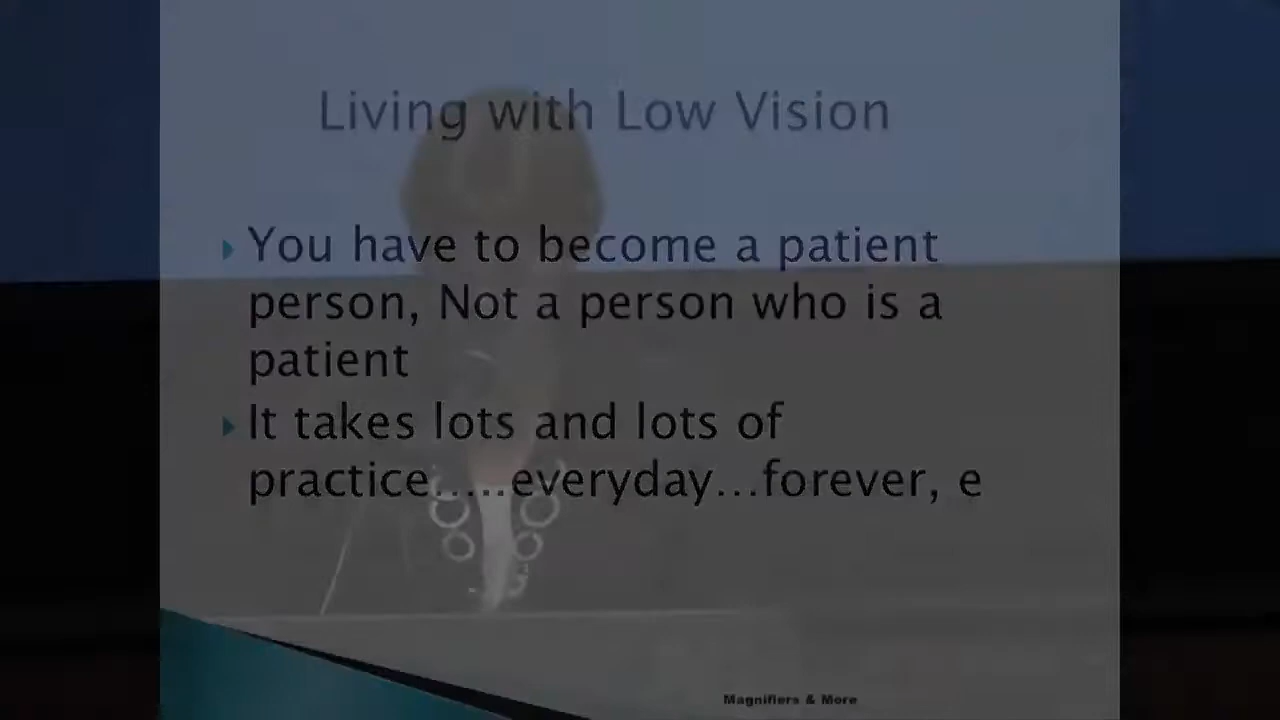 Living with Low Vision
You have to become a patient
person, Not a person who is a
patient
It takes lots and lots of
practice.....everyday...forever, e
Magnifiers & More